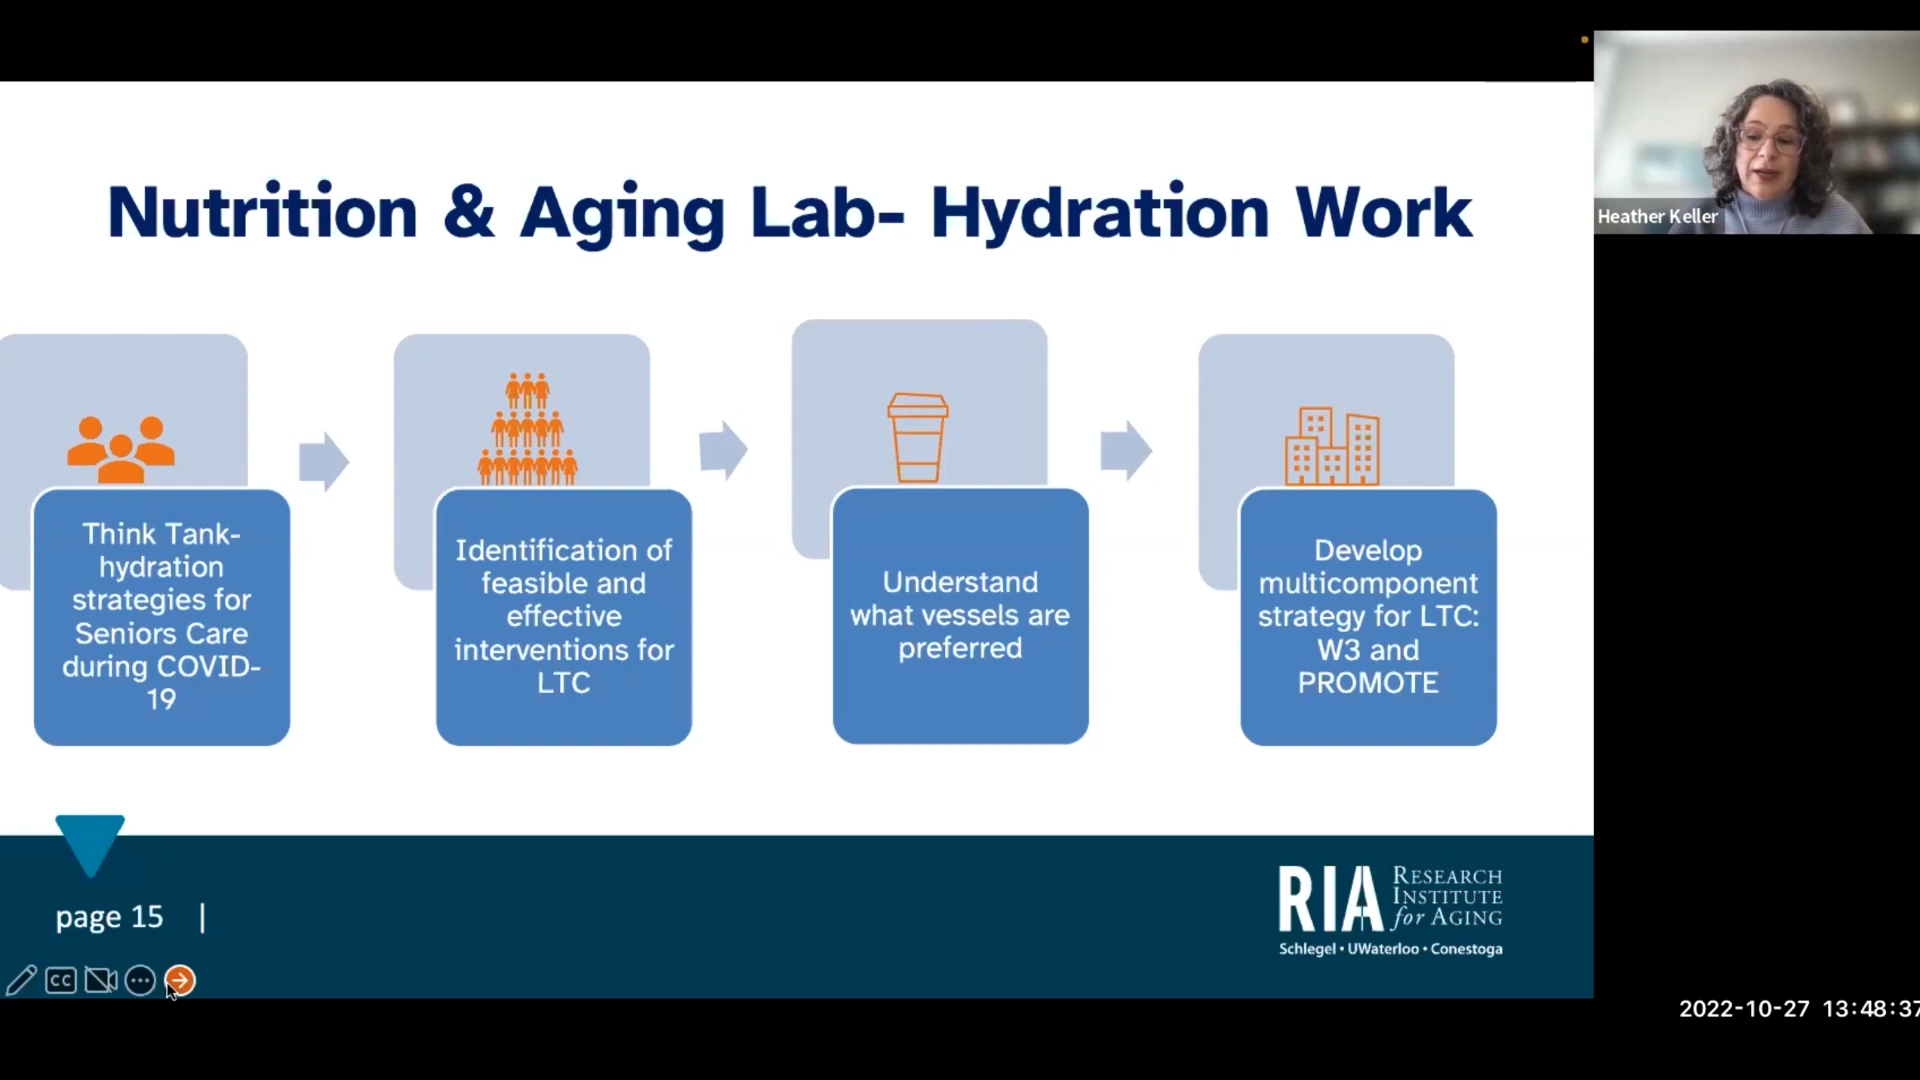 Nutrition & Aging Lab- Hydration Work
Heather Keller
Think Tank-
hydration
strategies for
Seniors Care
during COVID-
19
Identification of
feasible and
effective
interventions for
LTC
Understand
what vessels are
preferred
Develop
multicomponent
strategy for LTC:
W3 and
PROMOTE
page 15 |
RIA
RESEARCH
INSTITUTE
for AGING
Schlegel • UWaterloo • Conestoga
CC
2022-10-27 13:48:37